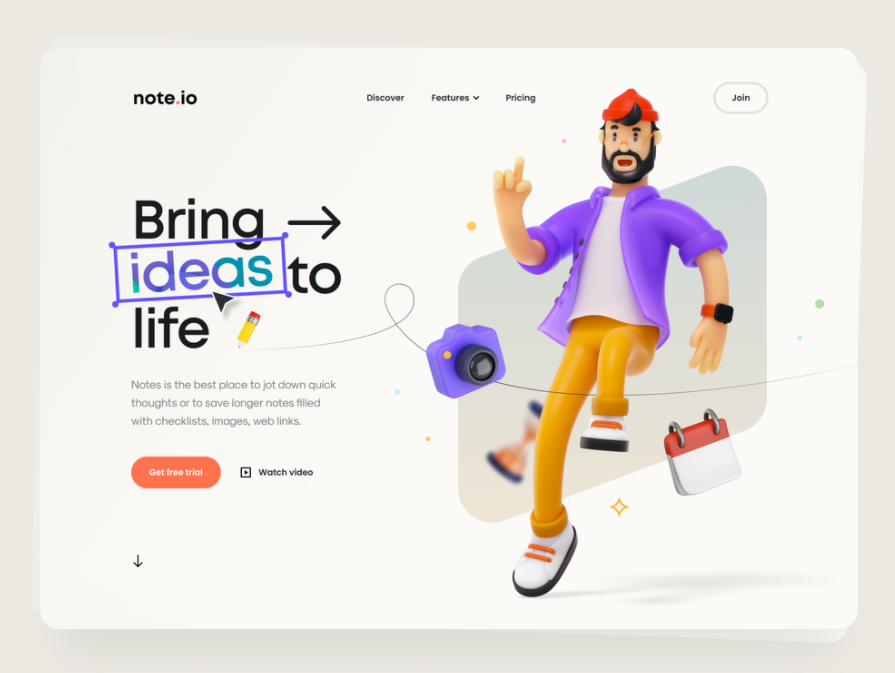 note.io
Discover
Features
Pricing
Join
Bring →
ideas to
life
Notes is the best place to jot down quick
thoughts or to save longer notes filled
with checklists, images, web links.
Get free trial
Watch video